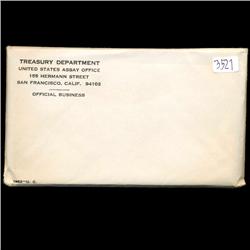 TREASURY DEPARTMENT
UNITED STATES ASSAY OFFICE
155 HERMANN STREET
SAN FRANCISCO, CALIF. 94102
OFFICIAL BUSINESS
3521